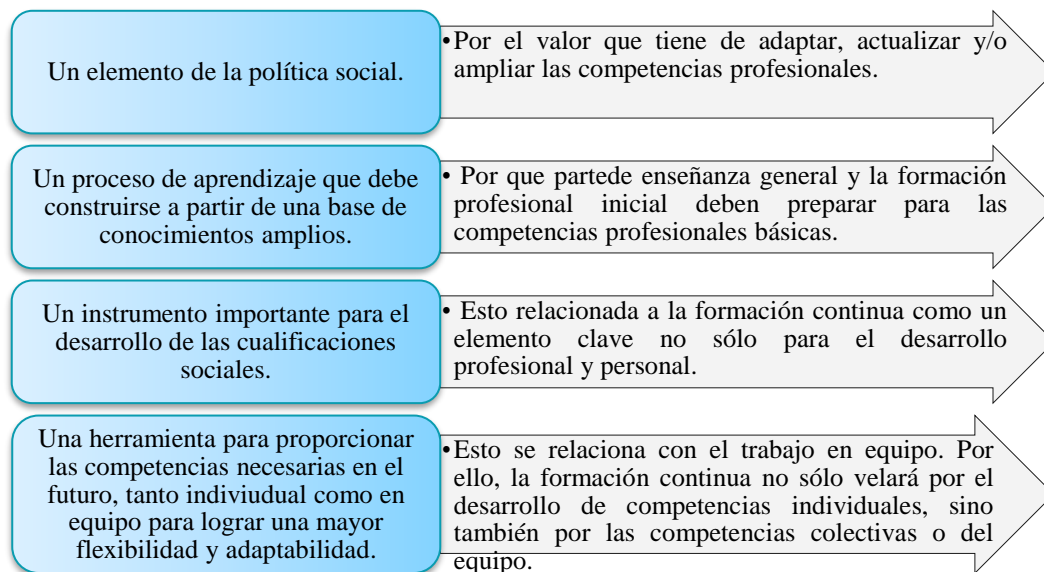 Un elemento de la política social.
•Por el valor que tiene de adaptar, actualizar y/o
ampliar las competencias profesionales.
Un proceso de aprendizaje que debe
construirse a partir de una base de
conocimientos amplios.
• Por que partede enseñanza general y la formación
profesional inicial deben preparar para las
competencias profesionales básicas.
Un instrumento importante para el
desarrollo de las cualificaciones
sociales.
• Esto relacionada a la formación continua como un
elemento clave no sólo para el desarrollo
profesional y personal.
Una herramienta para proporcionar
las competencias necesarias en el
futuro, tanto indiviudual como en
equipo para lograr una mayor
flexibilidad y adaptabilidad.
•Esto se relaciona con el trabajo en equipo. Por
ello, la formación continua no sólo velará por el
desarrollo de competencias individuales, sino
también por las competencias colectivas o del
equipo.